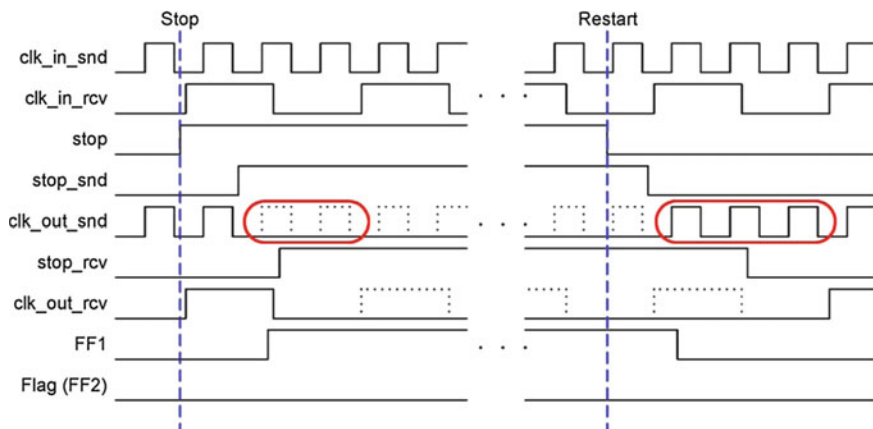 Stop Restart
clk_in_snd
clk_in_rcv
stop
stop_snd
clk_out_snd
stop_rcv
clk_out_rcv
FF1
Flag (FF2)